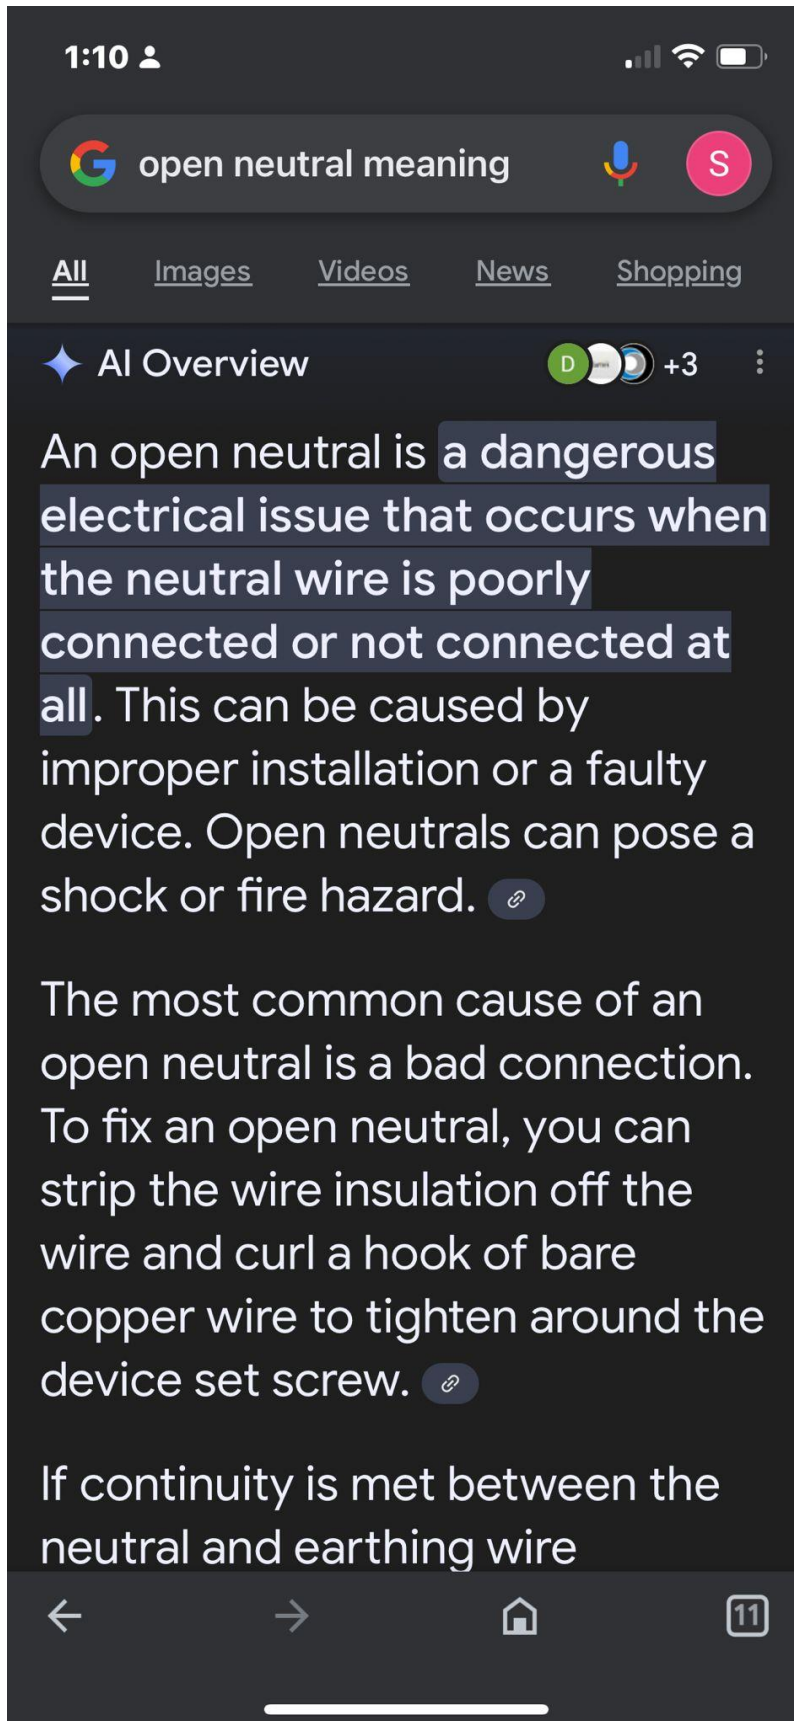 1:10
open neutral meaning
S
All Images Videos News Shopping
AI Overview
D
+3
An open neutral is a dangerous
electrical issue that occurs when
the neutral wire is poorly
connected or not connected at
all. This can be caused by
improper installation or a faulty
device. Open neutrals can pose a
shock or fire hazard.
The most common cause of an
open neutral is a bad connection.
To fix an open neutral, you can
strip the wire insulation off the
wire and curl a hook of bare
copper wire to tighten around the
device set screw.
If continuity is met between the
neutral and earthing wire
11